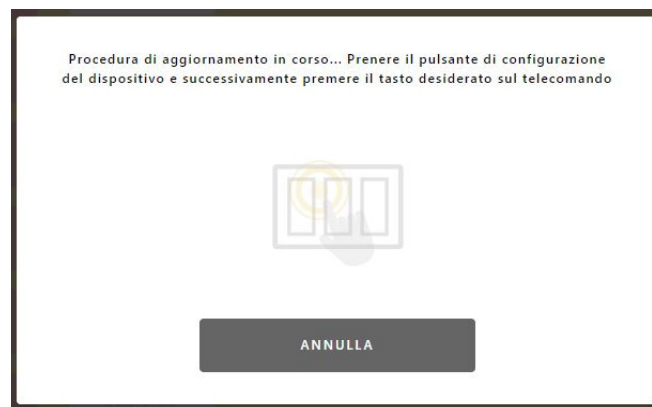 Procedura di aggiornamento in corso... Prenere il pulsante di configurazione
del dispositivo e successivamente premere il tasto desiderato sul telecomando
ANNULLA